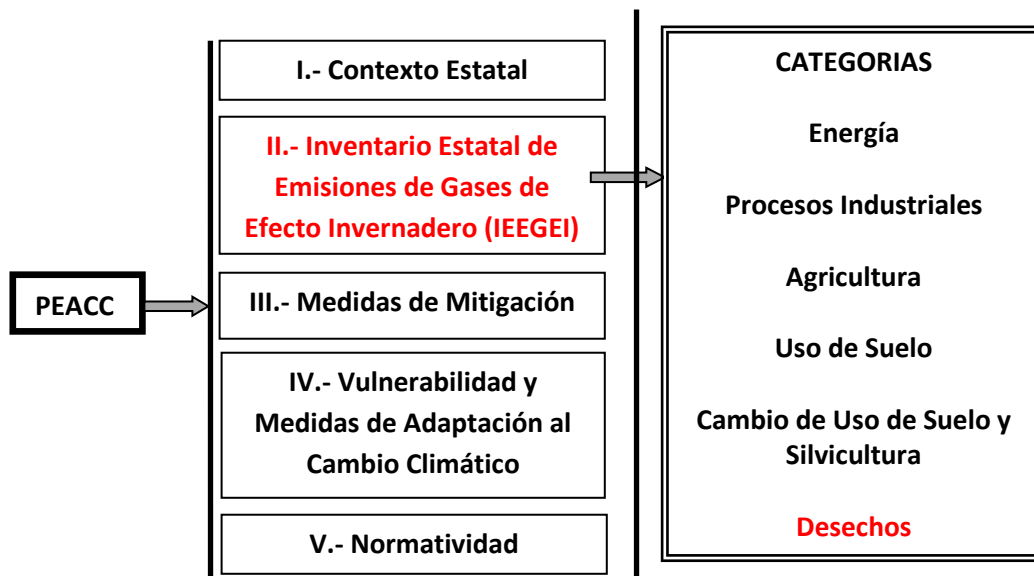 PEACC
I.- Contexto Estatal
II.- Inventario Estatal de
Emisiones de Gases de
Efecto Invernadero (IEEGEI)
III.- Medidas de Mitigación
IV.- Vulnerabilidad y
Medidas de Adaptación al
Cambio Climático
V.- Normatividad
CATEGORIAS
Energía
Procesos Industriales
Agricultura
Uso de Suelo
Cambio de Uso de Suelo y
Silvicultura
Desechos